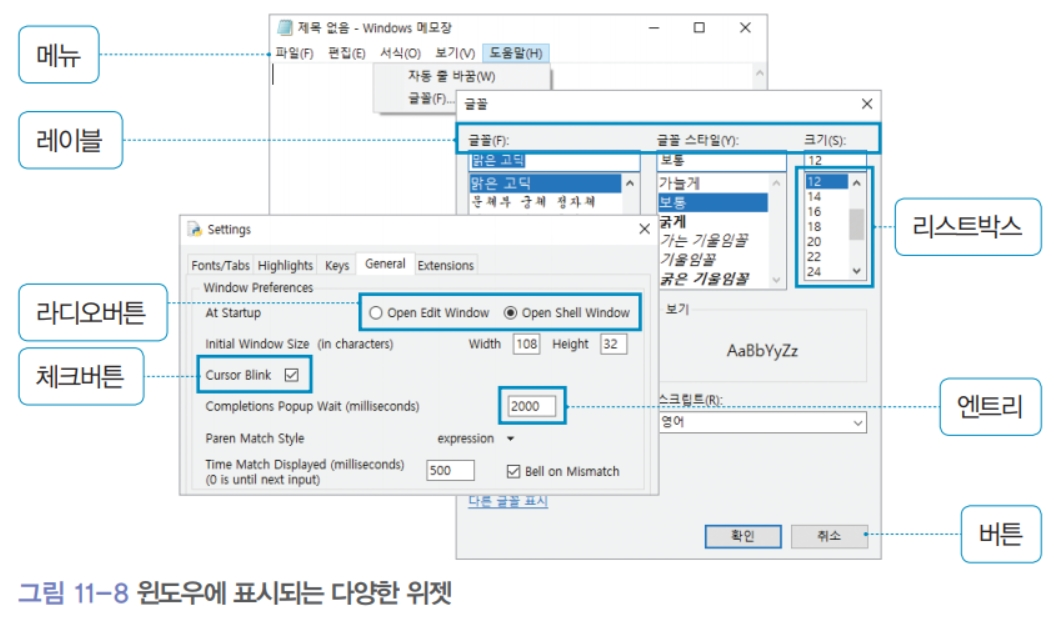 제목 없음 - Windows 메모장
메뉴
파일(F) 편집(E) 서식(O) 보기(V) 도움말(H)
자동 줄 바꿈(W)
글꼴(F)...
글꼴
레이블
글꼴(F): 글꼴 스타일(Y): 크기(S):
맑은 고딕 보통 12
맑은 고딕 가늘게 12
문체부 궁체 정자체 보통 14
굵게 16
가는 기울임꼴 18
기울임꼴 20
굵은 기울임꼴 22
24
리스트박스
Settings
Fonts/Tabs Highlights Keys General Extensions
Window Preferences
라디오버튼
At Startup Open Edit Window Open Shell Window
Initial Window Size (in characters) Width 108 Height 32
체크버튼
Cursor Blink
Completions Popup Wait (milliseconds) 2000
엔트리
Paren Match Style expression
Time Match Displayed (milliseconds) 500 Bell on Mismatch
(0 is until next input)
보기
AaBbYyZz
스크립트(R):
영어
다른 글꼴 표시
확인 취소
버튼
그림 11-8 윈도우에 표시되는 다양한 위젯